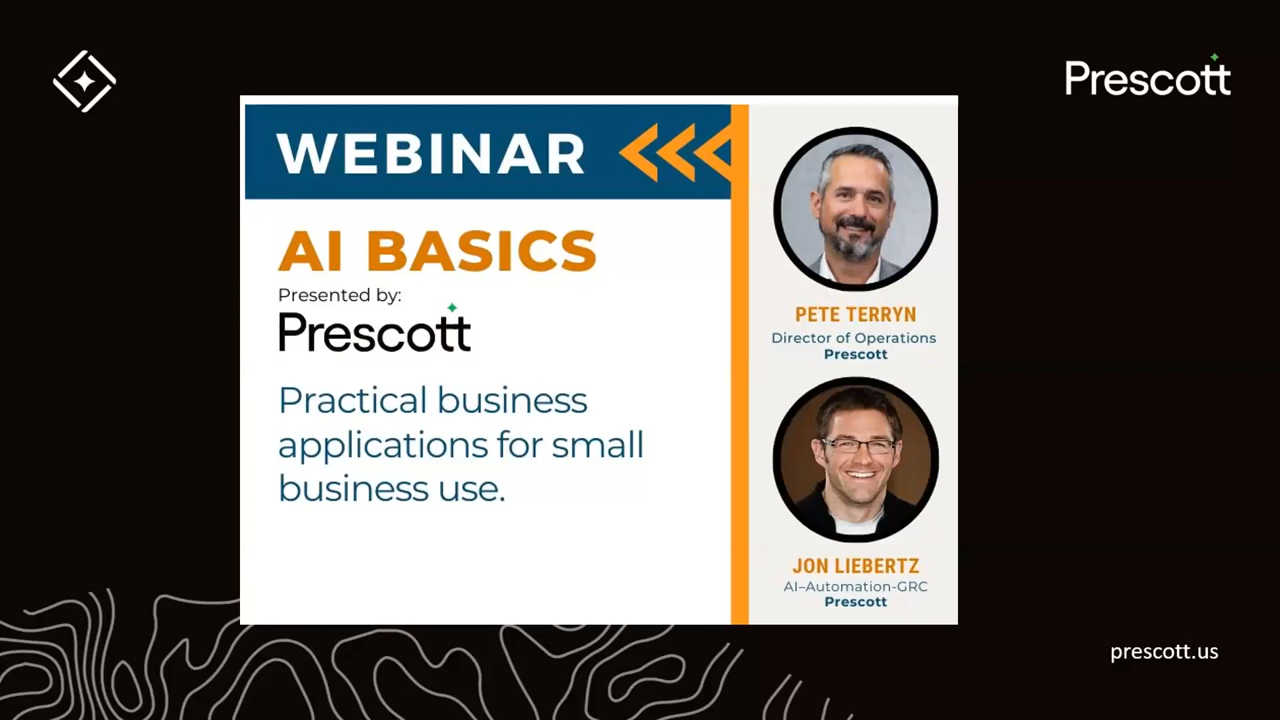 Prescott
WEBINAR
AI BASICS
Presented by:
Prescott
Practical business
applications for small
business use.
PETE TERRYN
Director of Operations
Prescott
JON LIEBERTZ
AI–Automation-GRC
Prescott
prescott.us